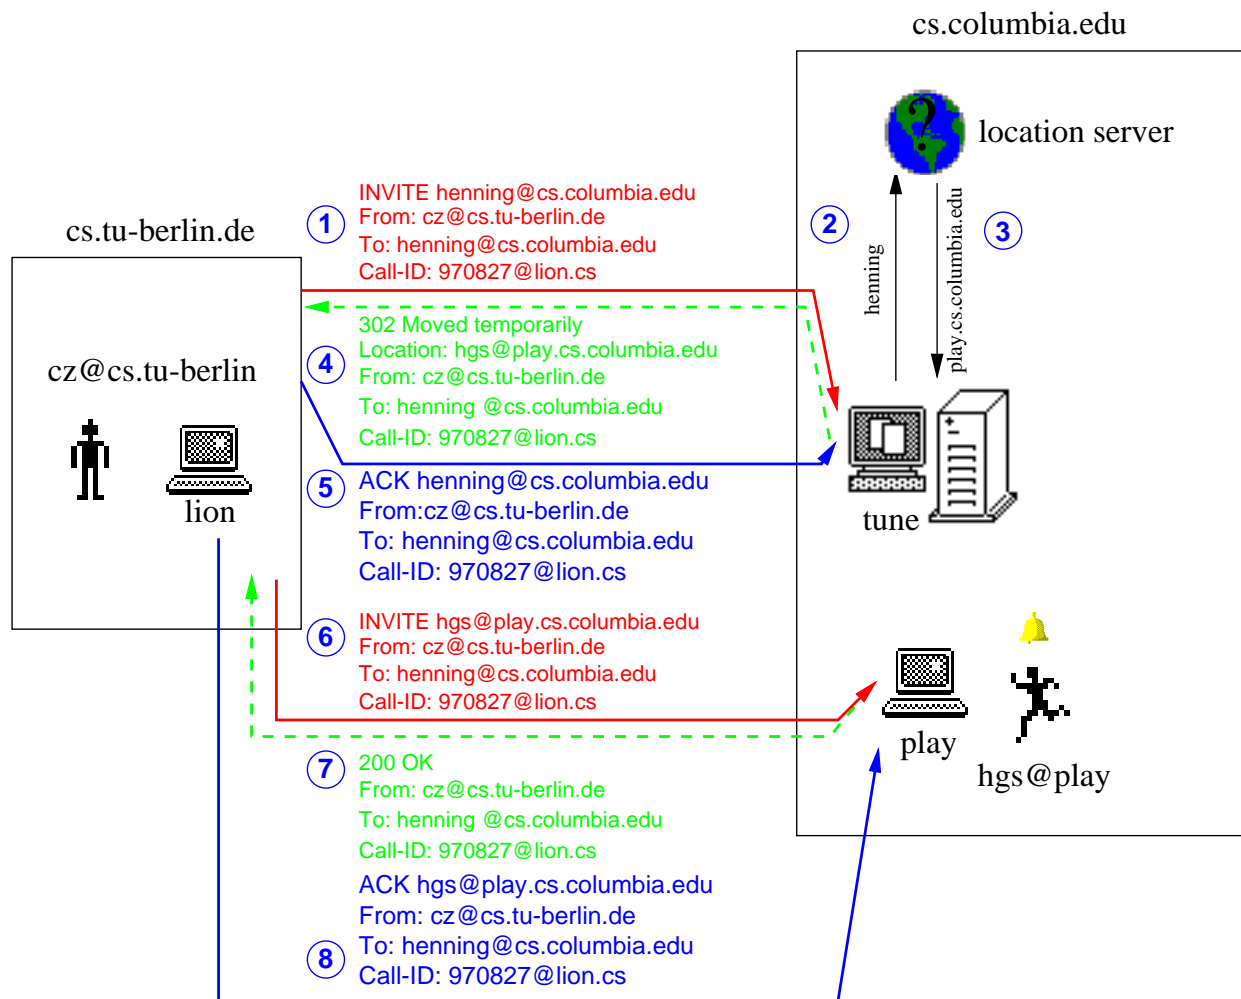 cs.columbia.edu
location server
henning
play.cs.columbia.edu
2
3
cs.tu-berlin.de
cz@cs.tu-berlin
lion
1
INVITE henning@cs.columbia.edu
From: cz@cs.tu-berlin.de
To: henning@cs.columbia.edu
Call-ID: 970827@lion.cs
4
302 Moved temporarily
Location: hgs@play.cs.columbia.edu
From: cz@cs.tu-berlin.de
To: henning @cs.columbia.edu
Call-ID: 970827@lion.cs
5
ACK henning@cs.columbia.edu
From:cz@cs.tu-berlin.de
To: henning@cs.columbia.edu
Call-ID: 970827@lion.cs
tune
6
INVITE hgs@play.cs.columbia.edu
From: cz@cs.tu-berlin.de
To: henning@cs.columbia.edu
Call-ID: 970827@lion.cs
play
hgs@play
7
200 OK
From: cz@cs.tu-berlin.de
To: henning @cs.columbia.edu
Call-ID: 970827@lion.cs
8
ACK hgs@play.cs.columbia.edu
From: cz@cs.tu-berlin.de
To: henning@cs.columbia.edu
Call-ID: 970827@lion.cs
?